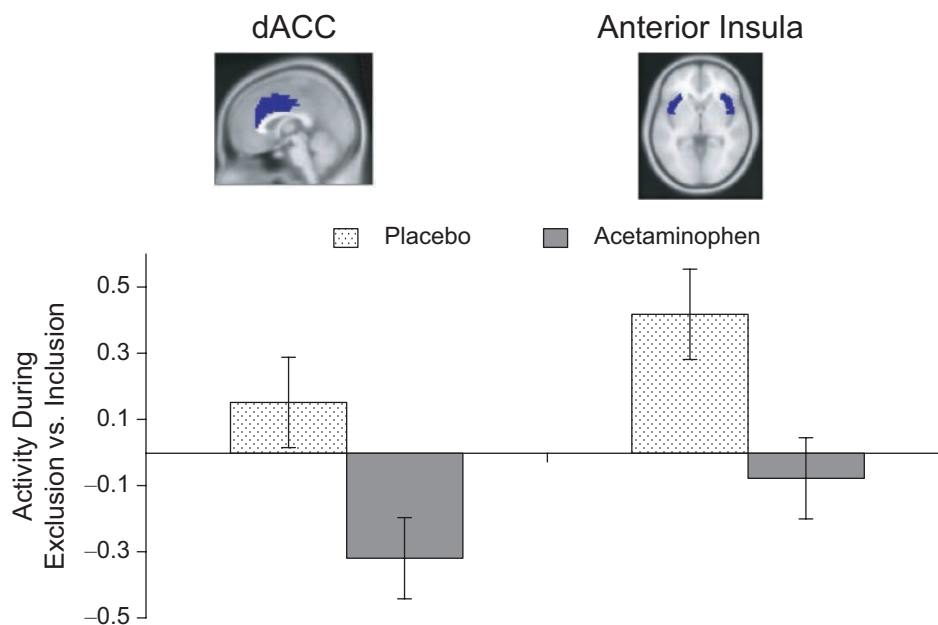 dACC
Anterior Insula
Placebo
Acetaminophen
Activity During
Exclusion vs. Inclusion
0.5
0.3
0.1
–0.1
–0.3
–0.5